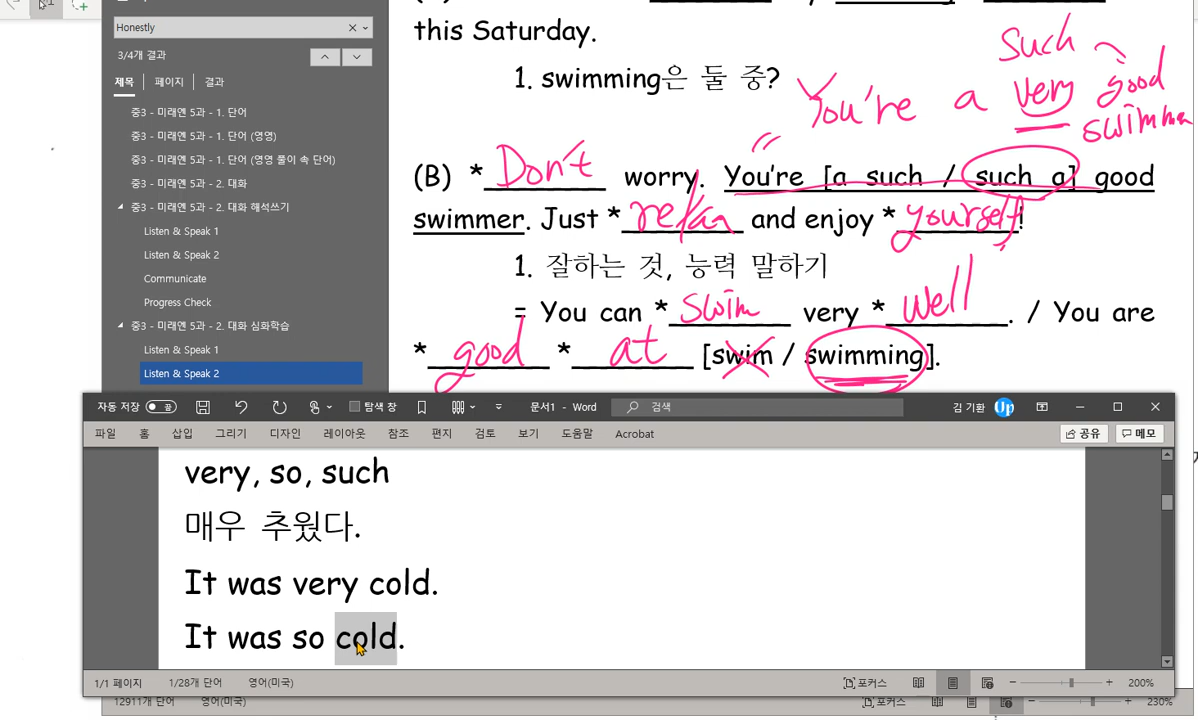 Honestly
3/4개 결과
제목 페이지 결과
중3 - 미래엔 5과 - 1. 단어
중3 - 미래엔 5과 - 1. 단어 (영영)
중3 - 미래엔 5과 - 1. 단어 (영영 풀이 속 단어)
중3 - 미래엔 5과 - 2. 대화
중3 - 미래엔 5과 - 2. 대화 해석쓰기
Listen & Speak 1
Listen & Speak 2
Communicate
Progress Check
중3 - 미래엔 5과 - 2. 대화 심화학습
Listen & Speak 1
Listen & Speak 2
this Saturday.
1. swimming은 둘 중?
such
You're a very good
swimmer
(B) * Don't worry. You're [a such / such a] good
swimmer. Just * relax and enjoy * yourself!
1. 잘하는 것, 능력 말하기
= You can * swim very * well. / You are
* good * at [swim / swimming].
자동 저장 끔 탐색 창 문서1 - Word 검색 김 기환 Up
파일 홈 삽입 그리기 디자인 레이아웃 참조 편지 검토 보기 도움말 Acrobat 공유 메모
very, so, such
매우 추웠다.
It was very cold.
It was so cold.
1/1 페이지 1/28개 단어 영어(미국) 포커스 200%
12911개 단어 영어(미국) 포커스 230%